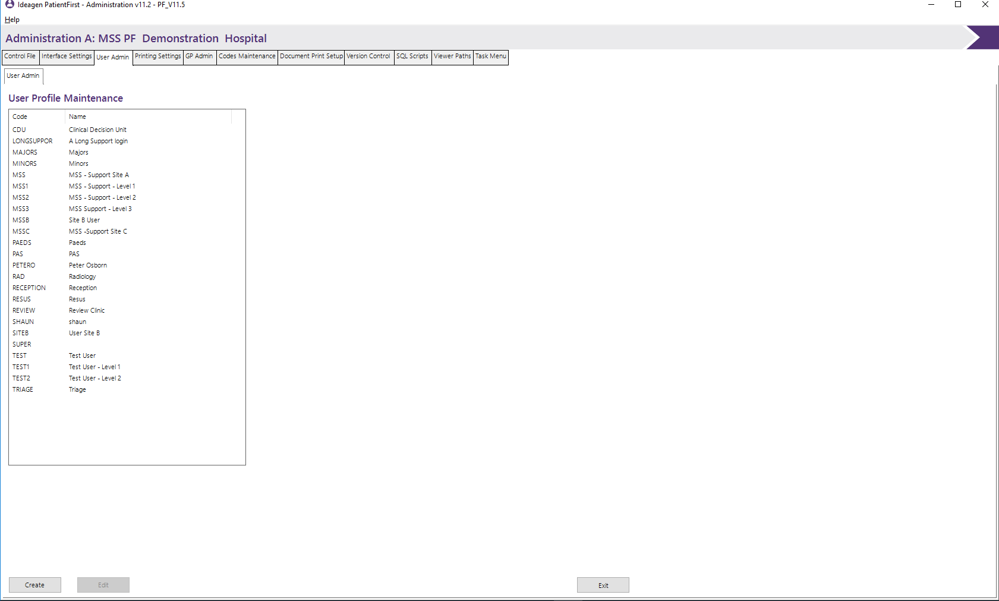 Ideagen PatientFirst - Administration v11.2 - PF_V11.5
Help
Administration A: MSS PF Demonstration Hospital
Control File Interface Settings User Admin Printing Settings GP Admin Codes Maintenance Document Print Setup Version Control SQL Scripts Viewer Paths Task Menu
User Admin
User Profile Maintenance
Code Name
CDU Clinical Decision Unit
LONGSUPPOR A Long Support login
MAJORS Majors
MINORS Minors
MSS MSS - Support Site A
MSS1 MSS - Support - Level 1
MSS2 MSS - Support - Level 2
MSS3 MSS Support - Level 3
MSSB Site B User
MSSC MSS -Support Site C
PAEDS Paeds
PAS PAS
PETERO Peter Osborn
RAD Radiology
RECEPTION Reception
RESUS Resus
REVIEW Review Clinic
SHAUN shaun
SITEB User Site B
SUPER
TEST Test User
TEST1 Test User - Level 1
TEST2 Test User - Level 2
TRIAGE Triage
Create Edit Exit